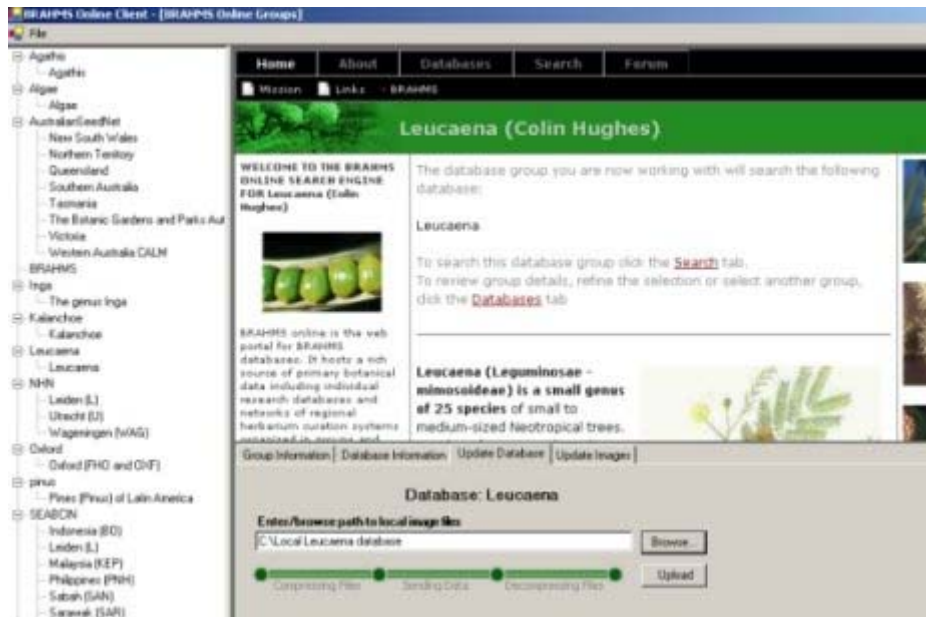 BRAHMS Online Client - [BRAHMS Online Groups]
File
Agathis
Agathis
Algae
Algae
AustralianSeedNet
New South Wales
Northern Territory
Queensland
Southern Australia
Tasmania
The Botanic Gardens and Parks Aut
Victoria
Western Australia CALM
BRAHMS
Inga
The genus Inga
Kalanchoe
Kalanchoe
Leucaena
Leucaena
NHN
Leiden (L)
Utrecht (U)
Wageningen (WAG)
Oxford
Oxford (FHO and OXF)
pinus
Pines (Pinus) of Latin America
SEABCIN
Indonesia (BO)
Leiden (L)
Malaysia (KEP)
Philippines (PNH)
Sabah (SAN)
Sarawak (SAR)
Home About Databases Search Forum
Mission Links BRAHMS
Leucaena (Colin Hughes)
WELCOME TO THE BRAHMS
ONLINE SEARCH ENGINE
FOR Leucaena (Colin
Hughes)
BRAHMS online is the web
portal for BRAHMS
databases. It hosts a rich
source of primary botanical
data including individual
research databases and
networks of regional
herbarium curation systems
organized in groups and
The database group you are now working with will search the following
database:
Leucaena
To search this database group click the Search tab.
To review group details, refine the selection or select another group,
click the Databases tab
Leucaena (Leguminosae -
mimosoideae) is a small genus
of 25 species of small to
medium-sized Neotropical trees.
Group Information Database Information Update Database Update Images
Database: Leucaena
Enter/browse path to local image files
C:\Local Leucaena database
Browse...
Compressing Files Sending Data Decompressing Files
Upload